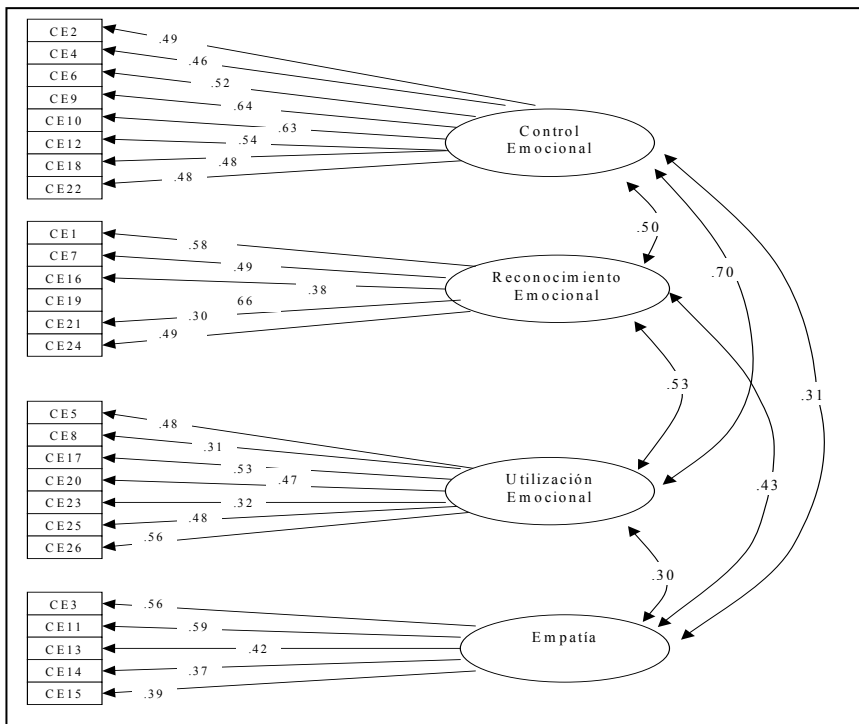 CE2
CE4
CE6
CE9
CE10
CE12
CE18
CE22
.49
.46
.52
.64
.63
.54
.48
.48
Control
Emocional
CE1
CE7
CE16
CE19
CE21
CE24
.58
.49
.38
66
.30
.49
Reconocimiento
Emocional
CE5
CE8
CE17
CE20
CE23
CE25
CE26
.48
.31
.53
.47
.32
.48
.56
Utilización
Emocional
CE3
CE11
CE13
CE14
CE15
.56
.59
.42
.37
.39
Empatía
.50
.70
.53
.31
.43
.30